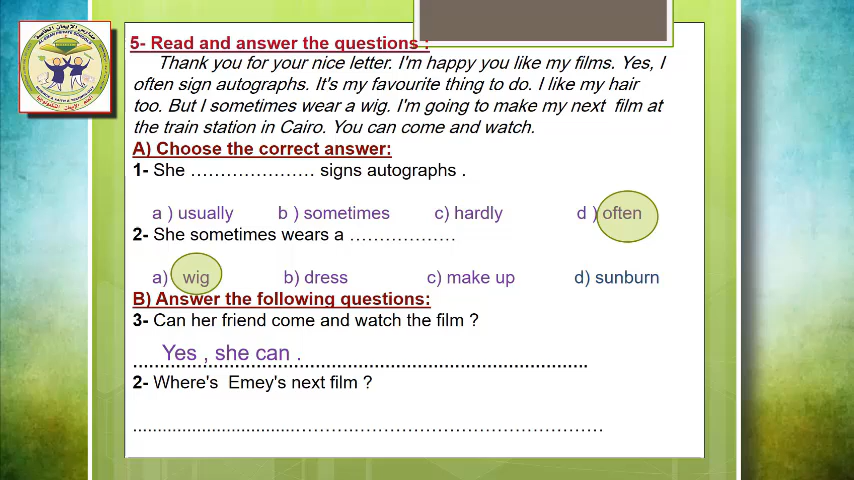 5- Read and answer the questions :
Thank you for your nice letter. I'm happy you like my films. Yes, I
often sign autographs. It's my favourite thing to do. I like my hair
too. But I sometimes wear a wig. I'm going to make my next film at
the train station in Cairo. You can come and watch.
A) Choose the correct answer:
1- She ………………… signs autographs .
a ) usually b ) sometimes c) hardly d ) often
2- She sometimes wears a ………………
a) wig b) dress c) make up d) sunburn
B) Answer the following questions:
3- Can her friend come and watch the film ?
Yes , she can .
2- Where's Emey's next film ?